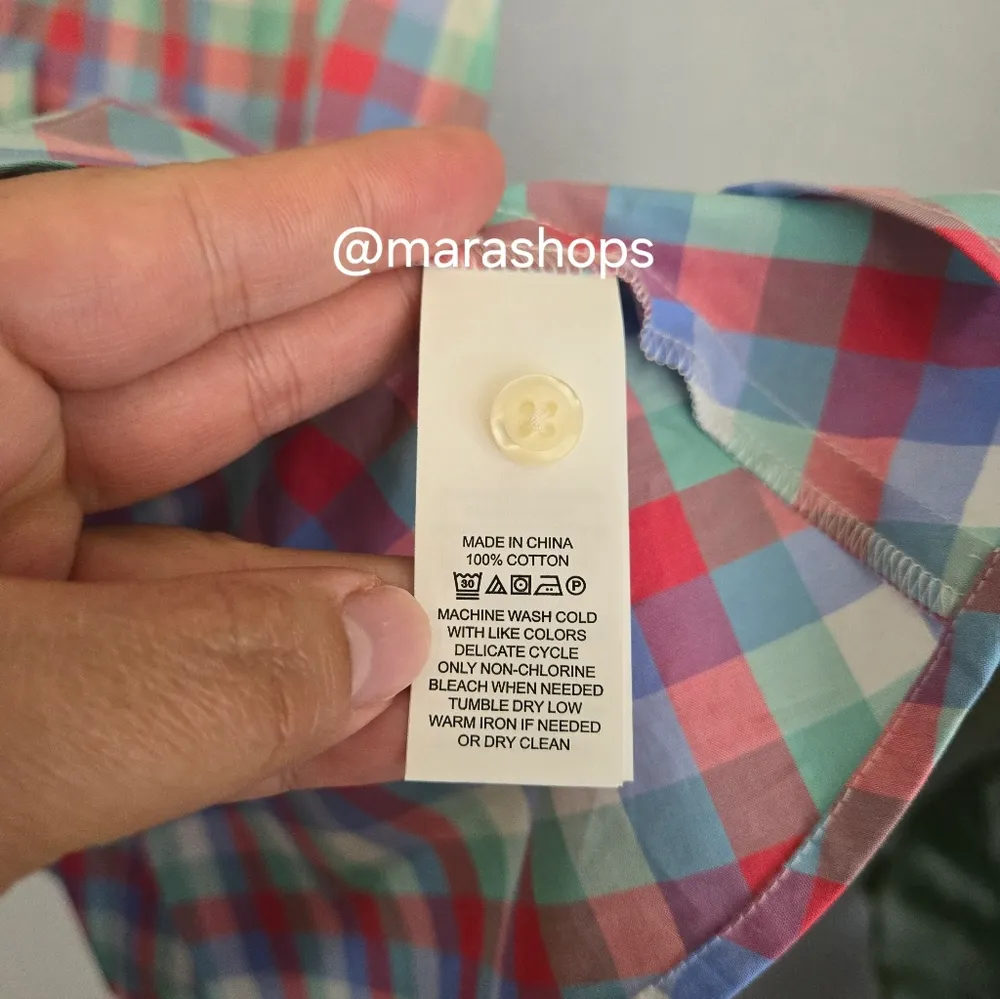 @marashops
MADE IN CHINA
100% COTTON
30 P
MACHINE WASH COLD
WITH LIKE COLORS
DELICATE CYCLE
ONLY NON-CHLORINE
BLEACH WHEN NEEDED
TUMBLE DRY LOW
WARM IRON IF NEEDED
OR DRY CLEAN